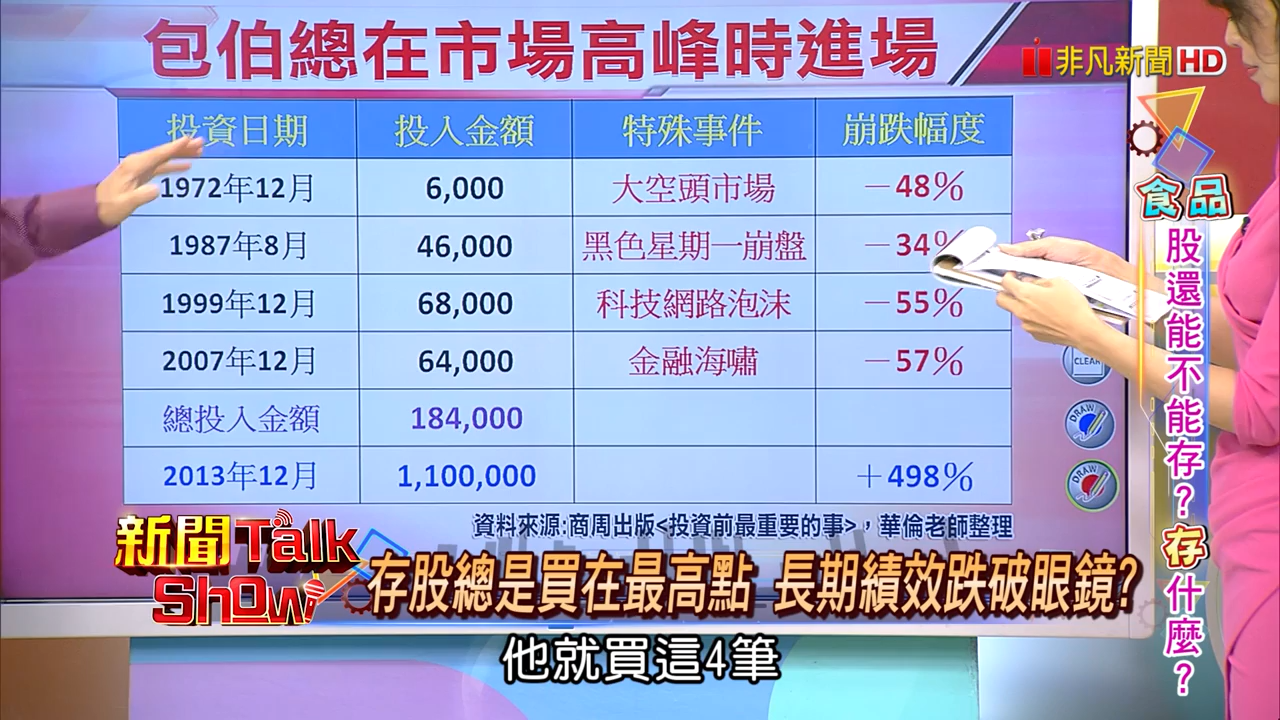 包伯總在市場高峰時進場
非凡新聞HD
投資日期 投入金額 特殊事件 崩跌幅度
1972年12月 6,000 大空頭市場 －48%
1987年8月 46,000 黑色星期一崩盤 －34%
1999年12月 68,000 科技網路泡沫 －55%
2007年12月 64,000 金融海嘯 －57%
總投入金額 184,000
2013年12月 1,100,000 ＋498%
資料來源:商周出版<投資前最重要的事>，華倫老師整理
CLEAR
DRAW
DRAW
食品股還能不能存？存什麼？
新聞Talk Show
存股總是買在最高點 長期績效跌破眼鏡?
他就買這4筆